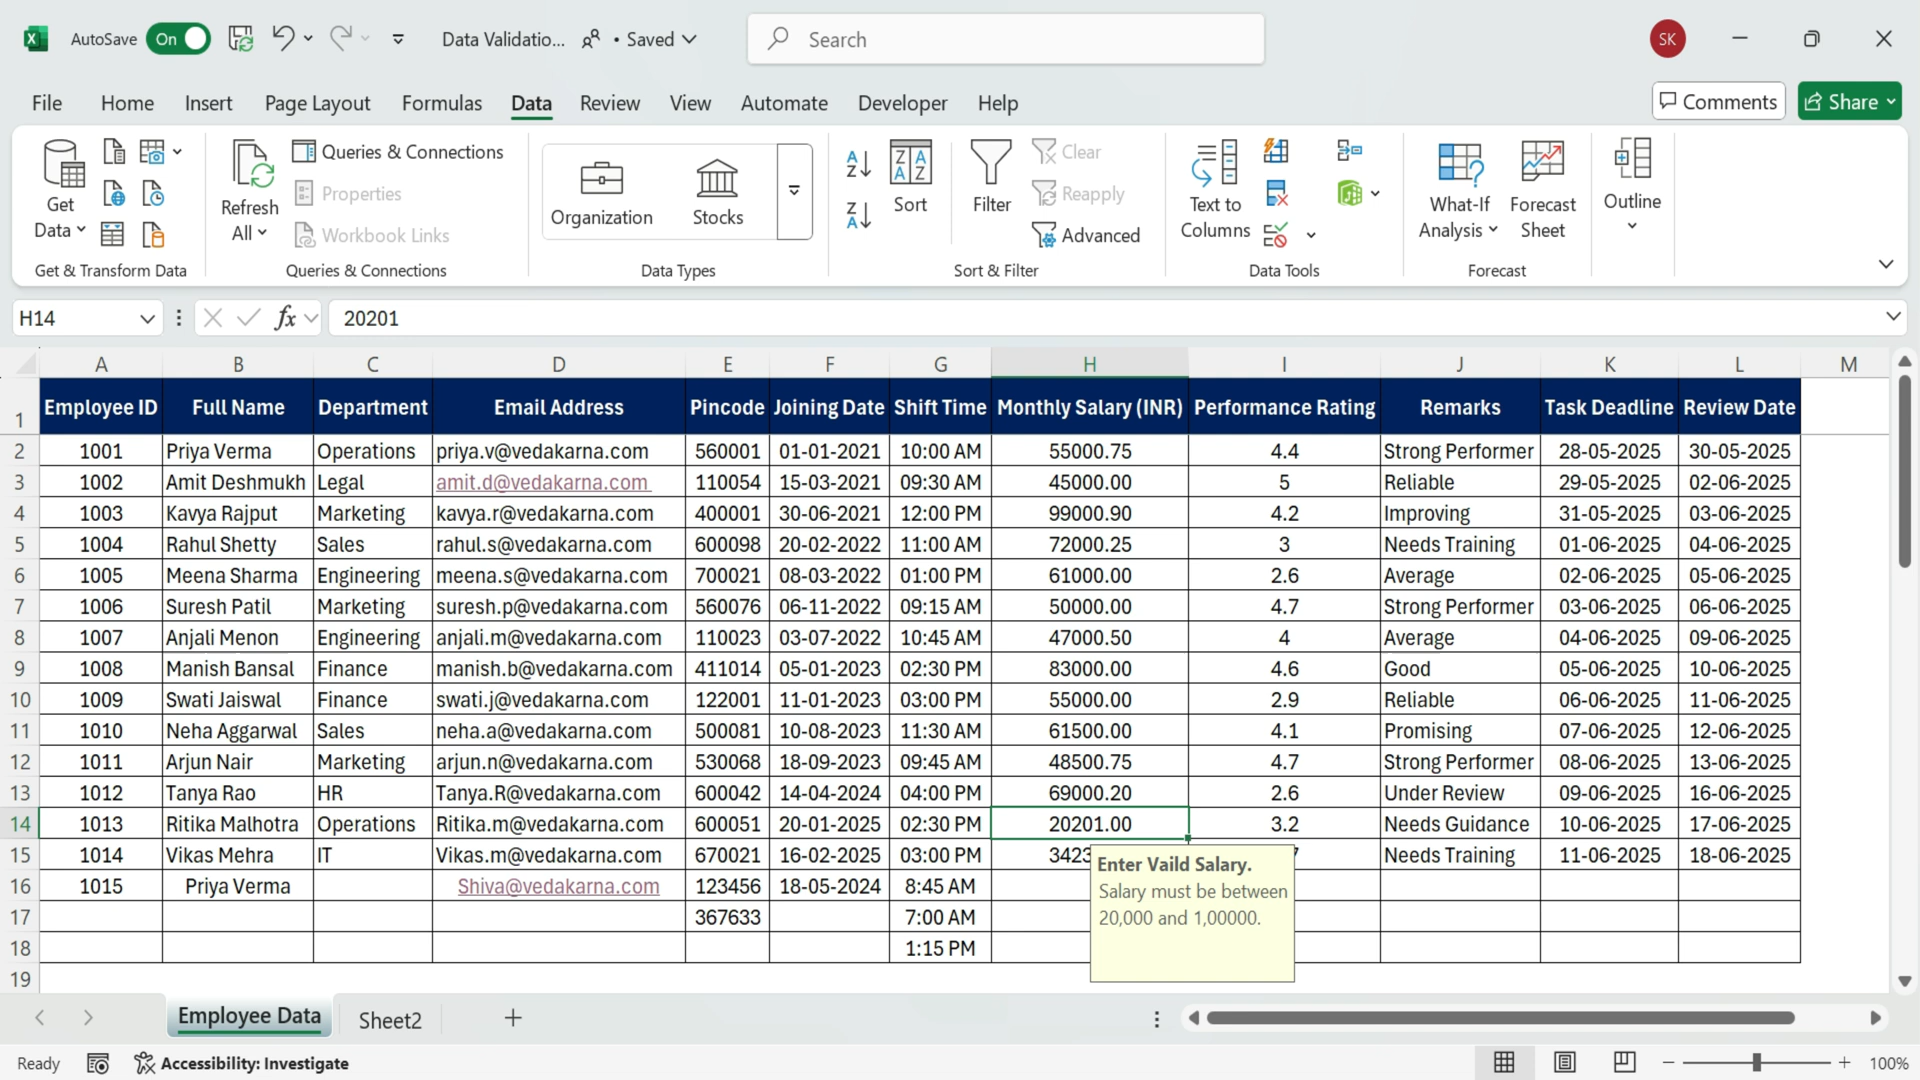 AutoSave On Data Validatio... • Saved Search SK
File Home Insert Page Layout Formulas Data Review View Automate Developer Help Comments Share
Get Data
Refresh All
Queries & Connections
Properties
Workbook Links
Organization
Stocks
Sort
Filter
Clear
Reapply
Advanced
Text to Columns
What-If Analysis
Forecast Sheet
Outline
Get & Transform Data Queries & Connections Data Types Sort & Filter Data Tools Forecast
H14 fx 20201
A B C D E F G H I J K L M
1 Employee ID Full Name Department Email Address Pincode Joining Date Shift Time Monthly Salary (INR) Performance Rating Remarks Task Deadline Review Date
2 1001 Priya Verma Operations priya.v@vedakarna.com 560001 01-01-2021 10:00 AM 55000.75 4.4 Strong Performer 28-05-2025 30-05-2025
3 1002 Amit Deshmukh Legal amit.d@vedakarna.com 110054 15-03-2021 09:30 AM 45000.00 5 Reliable 29-05-2025 02-06-2025
4 1003 Kavya Rajput Marketing kavya.r@vedakarna.com 400001 30-06-2021 12:00 PM 99000.90 4.2 Improving 31-05-2025 03-06-2025
5 1004 Rahul Shetty Sales rahul.s@vedakarna.com 600098 20-02-2022 11:00 AM 72000.25 3 Needs Training 01-06-2025 04-06-2025
6 1005 Meena Sharma Engineering meena.s@vedakarna.com 700021 08-03-2022 01:00 PM 61000.00 2.6 Average 02-06-2025 05-06-2025
7 1006 Suresh Patil Marketing suresh.p@vedakarna.com 560076 06-11-2022 09:15 AM 50000.00 4.7 Strong Performer 03-06-2025 06-06-2025
8 1007 Anjali Menon Engineering anjali.m@vedakarna.com 110023 03-07-2022 10:45 AM 47000.50 4 Average 04-06-2025 09-06-2025
9 1008 Manish Bansal Finance manish.b@vedakarna.com 411014 05-01-2023 02:30 PM 83000.00 4.6 Good 05-06-2025 10-06-2025
10 1009 Swati Jaiswal Finance swati.j@vedakarna.com 122001 11-01-2023 03:00 PM 55000.00 2.9 Reliable 06-06-2025 11-06-2025
11 1010 Neha Aggarwal Sales neha.a@vedakarna.com 500081 10-08-2023 11:30 AM 61500.00 4.1 Promising 07-06-2025 12-06-2025
12 1011 Arjun Nair Marketing arjun.n@vedakarna.com 530068 18-09-2023 09:45 AM 48500.75 4.7 Strong Performer 08-06-2025 13-06-2025
13 1012 Tanya Rao HR Tanya.R@vedakarna.com 600042 14-04-2024 04:00 PM 69000.20 2.6 Under Review 09-06-2025 16-06-2025
14 1013 Ritika Malhotra Operations Ritika.m@vedakarna.com 600051 20-01-2025 02:30 PM 20201.00 3.2 Needs Guidance 10-06-2025 17-06-2025
15 1014 Vikas Mehra IT Vikas.m@vedakarna.com 670021 16-02-2025 03:00 PM 3423 Needs Training 11-06-2025 18-06-2025
Enter Vaild Salary.
Salary must be between
20,000 and 1,00000.
16 1015 Priya Verma Shiva@vedakarna.com 123456 18-05-2024 8:45 AM
17 367633 7:00 AM
18 1:15 PM
19
Employee Data Sheet2
Ready Accessibility: Investigate 100%